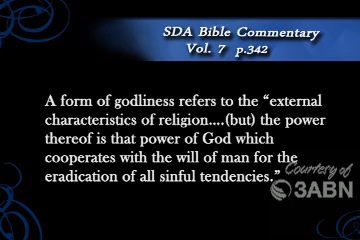 SDA Bible Commentary
Vol. 7 p.342
A form of godliness refers to the “external
characteristics of religion....(but) the power
thereof is that power of God which
cooperates with the will of man for the
eradication of all sinful tendencies.”
Courtesy of
3ABN